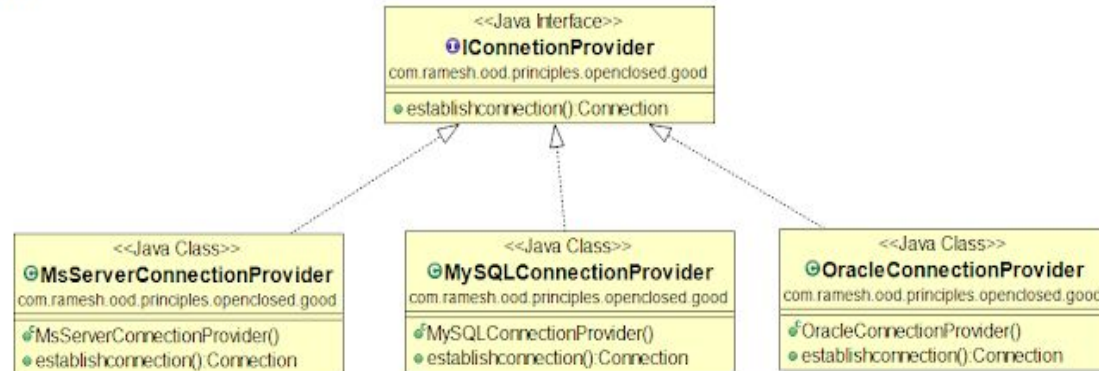 <<Java Interface>>
IConnetionProvider
com.ramesh.ood.principles.openclosed.good
establishconnection():Connection
<<Java Class>>
MsServerConnectionProvider
com.ramesh.ood.principles.openclosed.good
MsServerConnectionProvider()
establishconnection():Connection
<<Java Class>>
MySQLConnectionProvider
com.ramesh.ood.principles.openclosed.good
MySQLConnectionProvider()
establishconnection():Connection
<<Java Class>>
OracleConnectionProvider
com.ramesh.ood.principles.openclosed.good
OracleConnectionProvider()
establishconnection():Connection